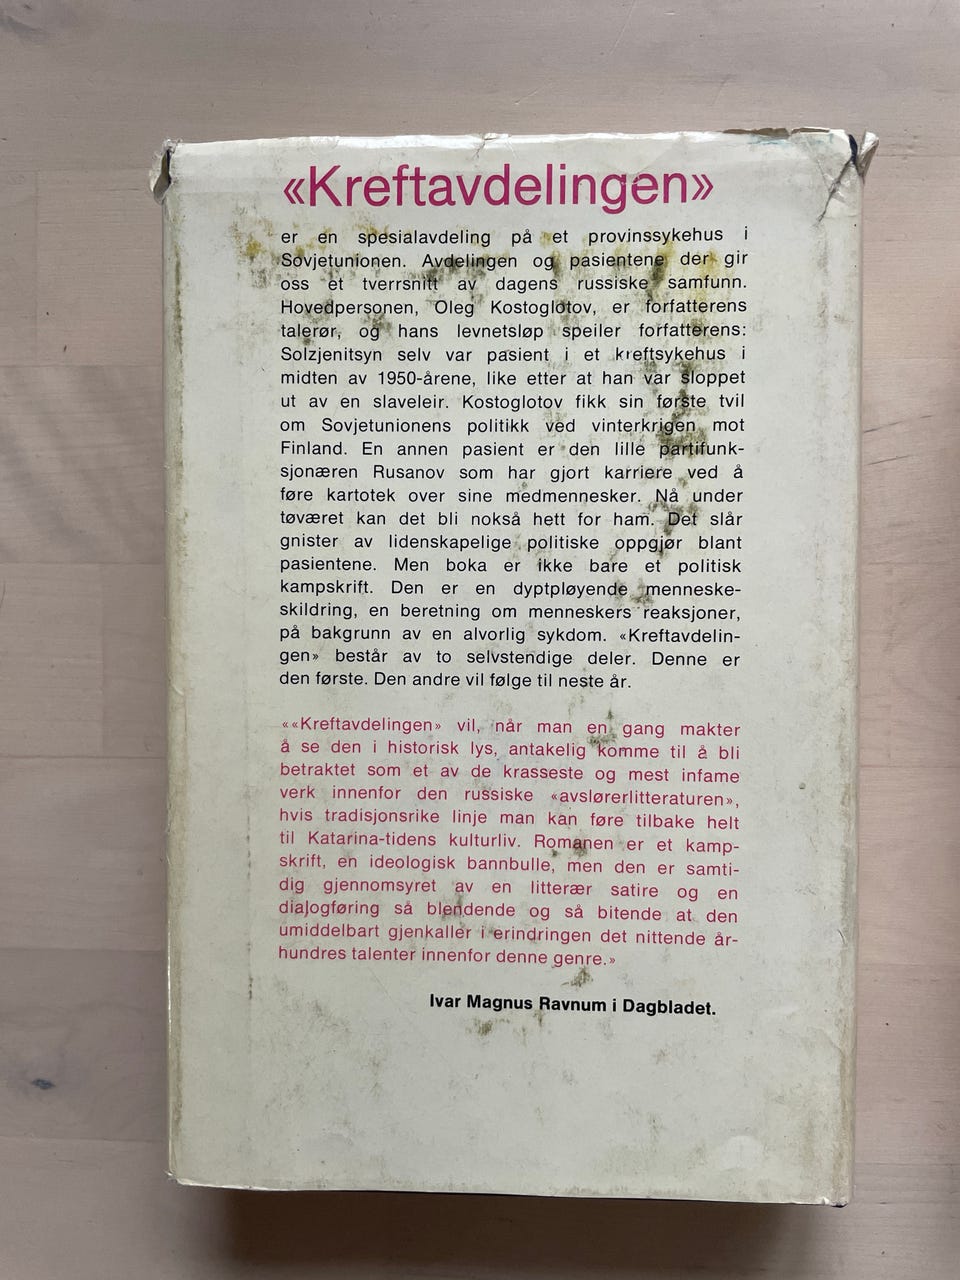 «Kreftavdelingen»
er en spesialavdeling på et provinssykehus i
Sovjetunionen. Avdelingen og pasientene der gir
oss et tverrsnitt av dagens russiske samfunn.
Hovedpersonen, Oleg Kostoglotov, er forfatterens
talerør, og hans levnetsløp speiler forfatterens:
Solzjenitsyn selv var pasient i et kreftsykehus i
midten av 1950-årene, like etter at han var sloppet
ut av en slaveleir. Kostoglotov fikk sin første tvil
om Sovjetunionens politikk ved vinterkrigen mot
Finland. En annen pasient er den lille partifunk-
sjonæren Rusanov som har gjort karriere ved å
føre kartotek over sine medmennesker. Nå under
tøværet kan det bli nokså hett for ham. Det slår
gnister av lidenskapelige politiske oppgjør blant
pasientene. Men boka er ikke bare et politisk
kampskrift. Den er en dyptpløyende menneske-
skildring, en beretning om menneskers reaksjoner,
på bakgrunn av en alvorlig sykdom. «Kreftavdelin-
gen» består av to selvstendige deler. Denne er
den første. Den andre vil følge til neste år.
««Kreftavdelingen» vil, når man en gang makter
å se den i historisk lys, antakelig komme til å bli
betraktet som et av de krasseste og mest infame
verk innenfor den russiske «avslørerlitteraturen»,
hvis tradisjonsrike linje man kan føre tilbake helt
til Katarina-tidens kulturliv. Romanen er et kamp-
skrift, en ideologisk bannbulle, men den er samti-
dig gjennomsyret av en litterær satire og en
dialogføring så blendende og så bitende at den
umiddelbart gjenkaller i erindringen det nittende år-
hundres talenter innenfor denne genre.»
Ivar Magnus Ravnum i Dagbladet.